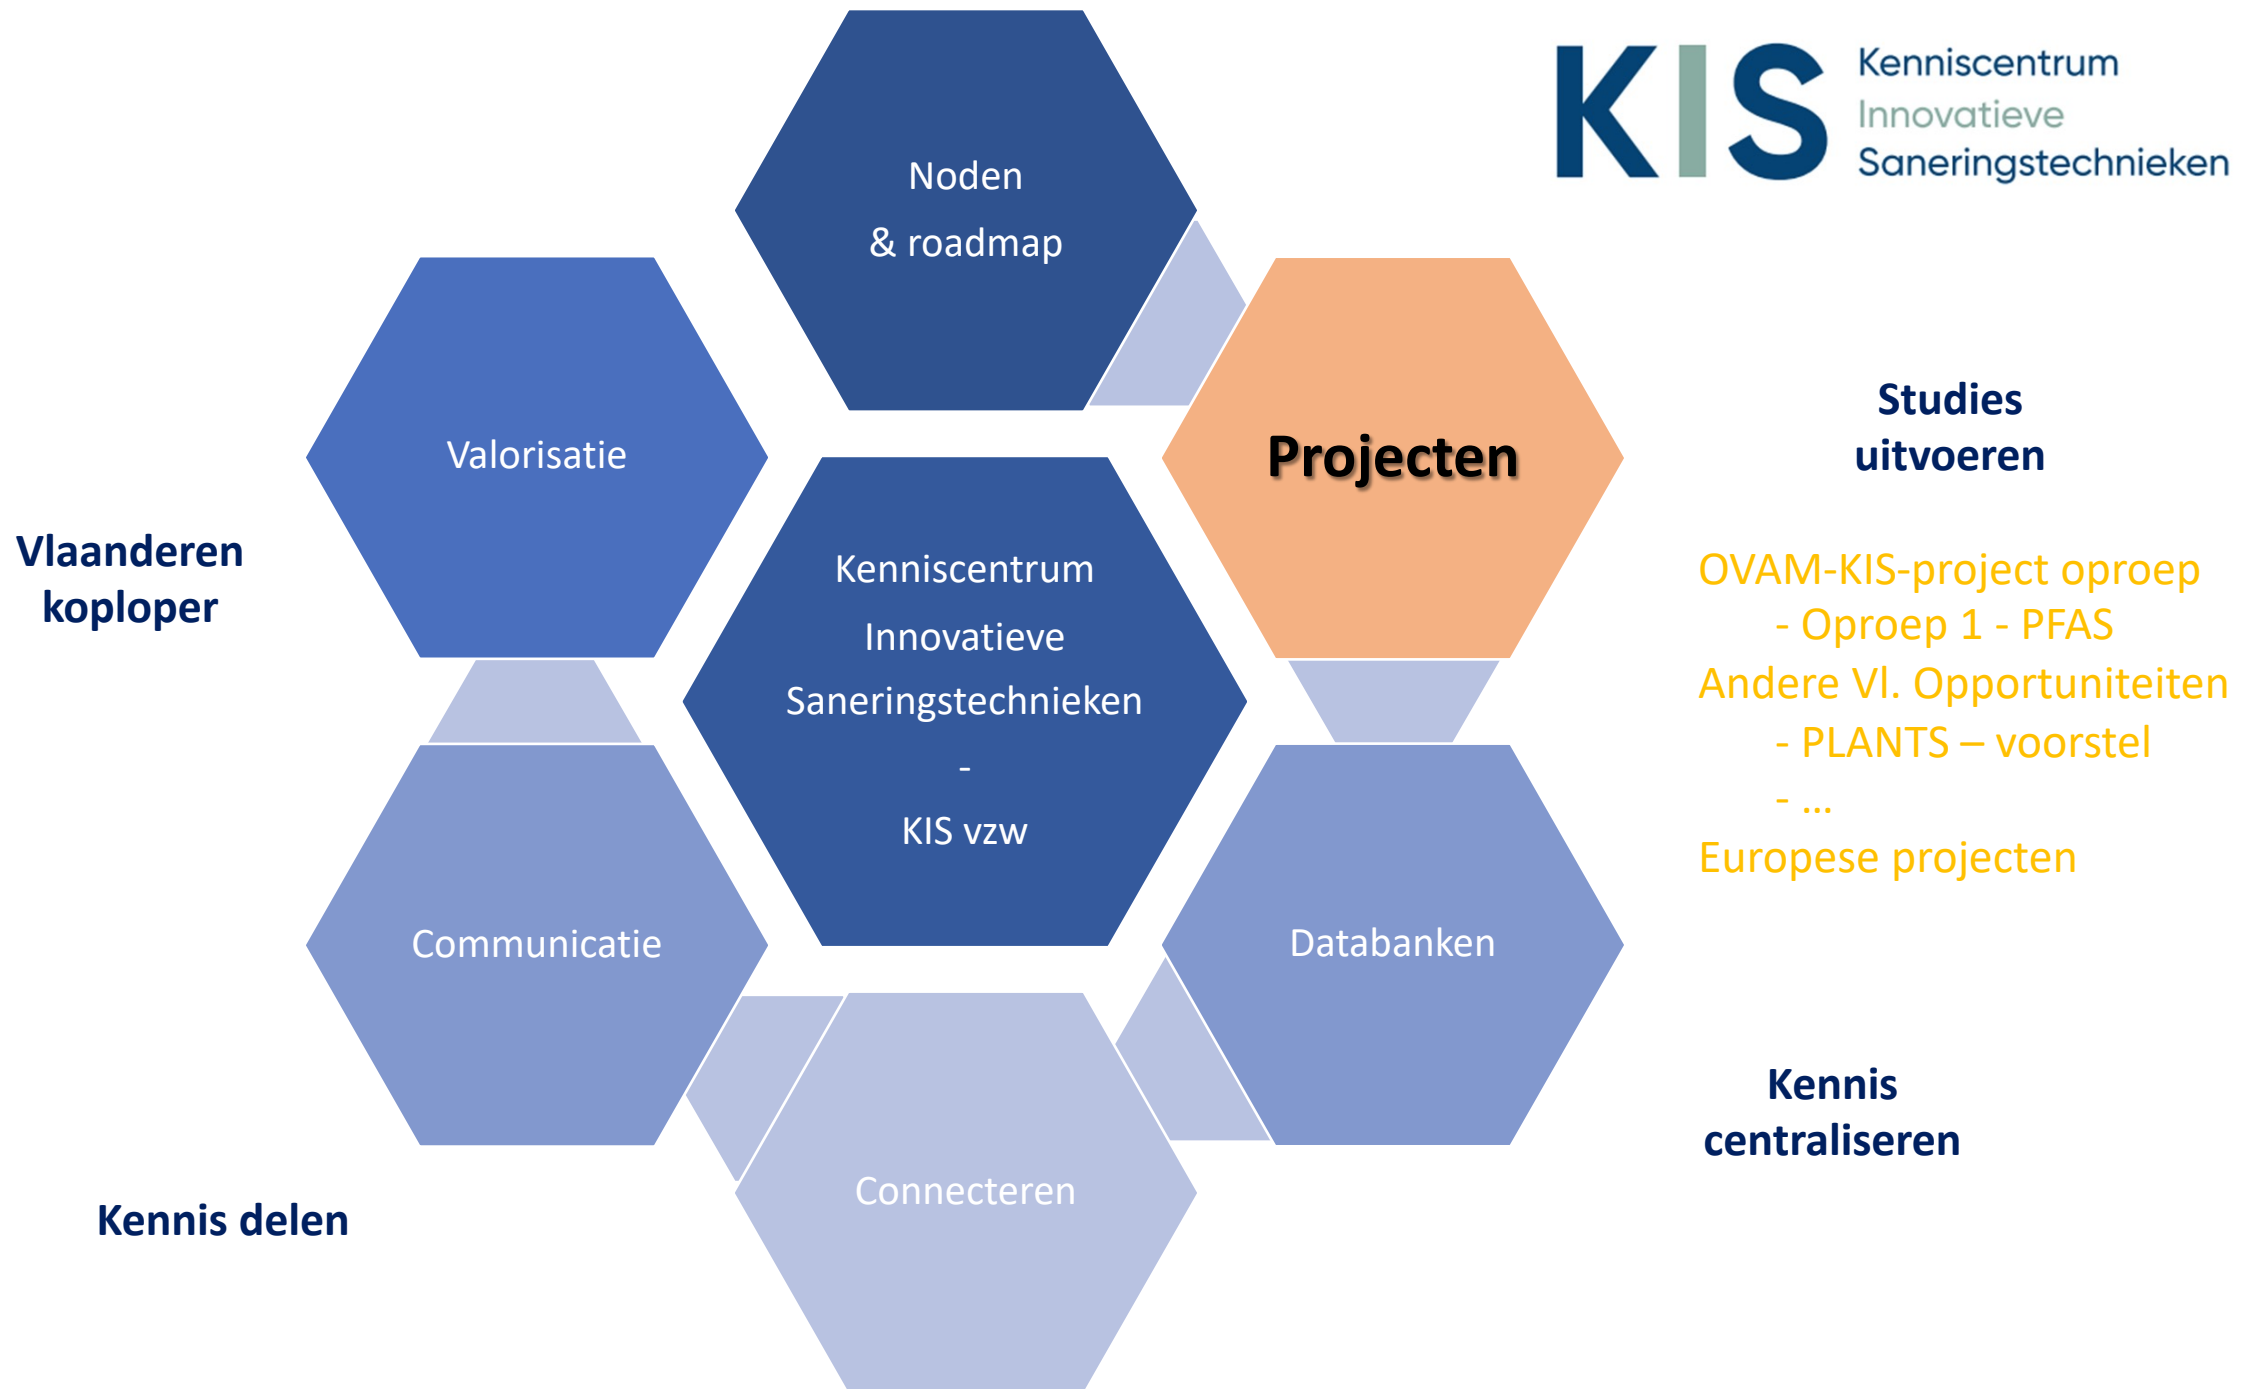 KIS
Kenniscentrum
Innovatieve
Saneringstechnieken
Noden
& roadmap
Valorisatie
Projecten
Studies
uitvoeren
Vlaanderen
koploper
Kenniscentrum
Innovatieve
Saneringstechnieken
-
KIS vzw
OVAM-KIS-project oproep
- Oproep 1 - PFAS
Andere Vl. Opportuniteiten
- PLANTS – voorstel
- ...
Europese projecten
Communicatie
Databanken
Kennis
centraliseren
Connecteren
Kennis delen